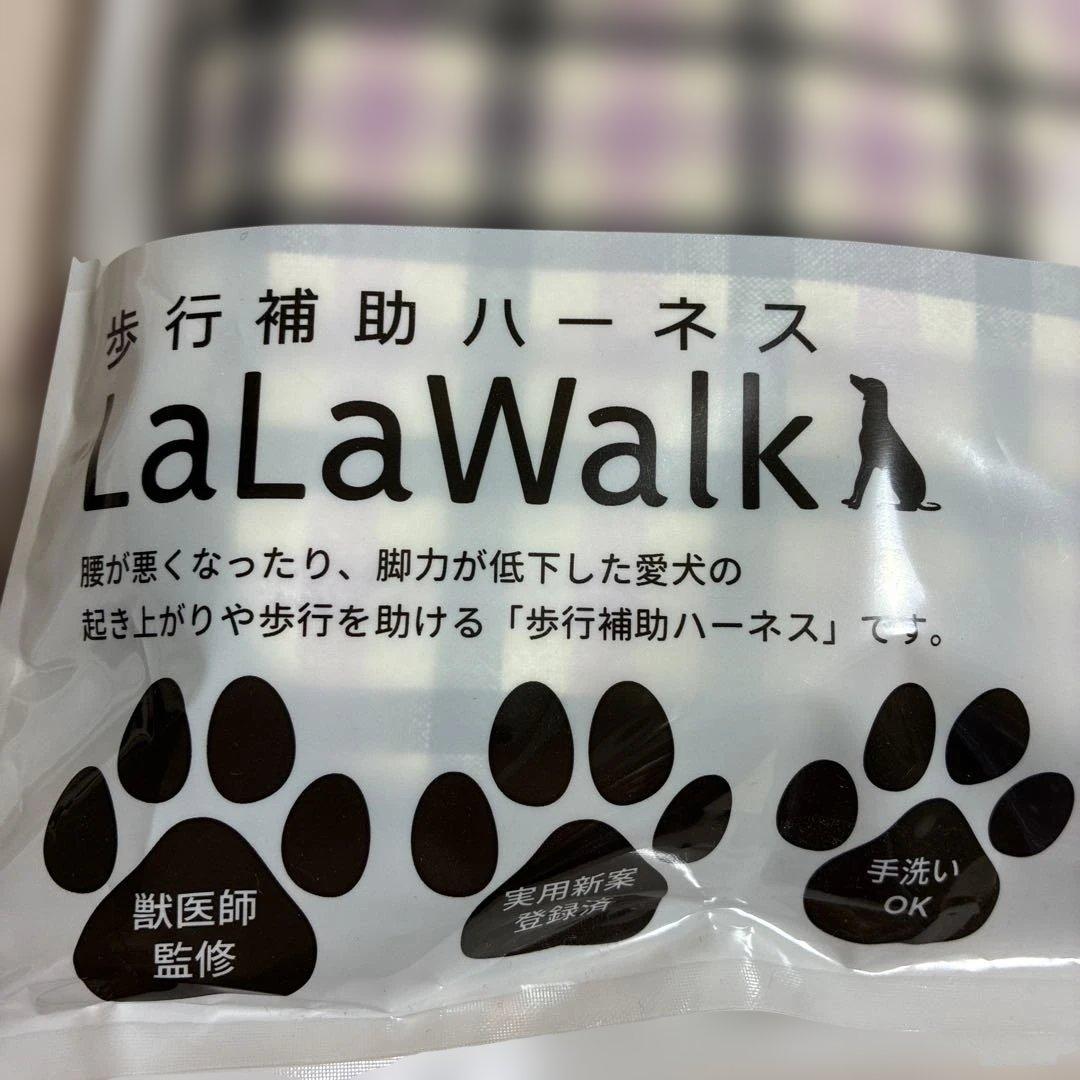 歩行補助ハーネス
LaLaWalk
腰が悪くなったり、脚力が低下した愛犬の
起き上がりや歩行を助ける「歩行補助ハーネス」です。
獣医師
監修
実用新案
登録済
手洗い
OK